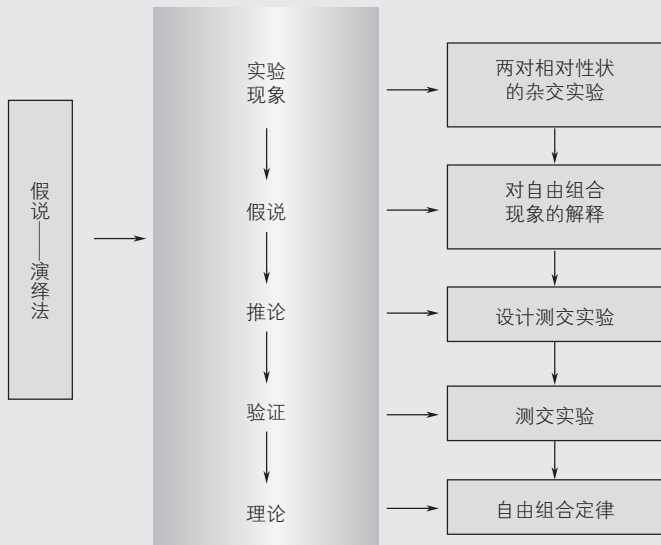 假说——演绎法
实验
现象
假说
推论
验证
理论
两对相对性状
的杂交实验
对自由组合
现象的解释
设计测交实验
测交实验
自由组合定律